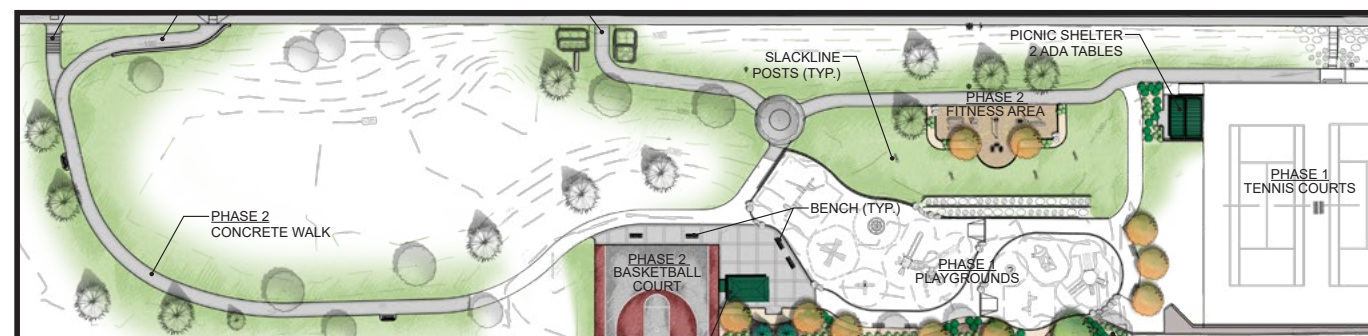 PICNIC SHELTER
2 ADA TABLES
SLACKLINE
POSTS (TYP.)
PHASE 2
FITNESS AREA
PHASE 1
TENNIS COURTS
PHASE 2
CONCRETE WALK
BENCH (TYP.)
PHASE 2
BASKETBALL
COURT
PHASE 1
PLAYGROUNDS